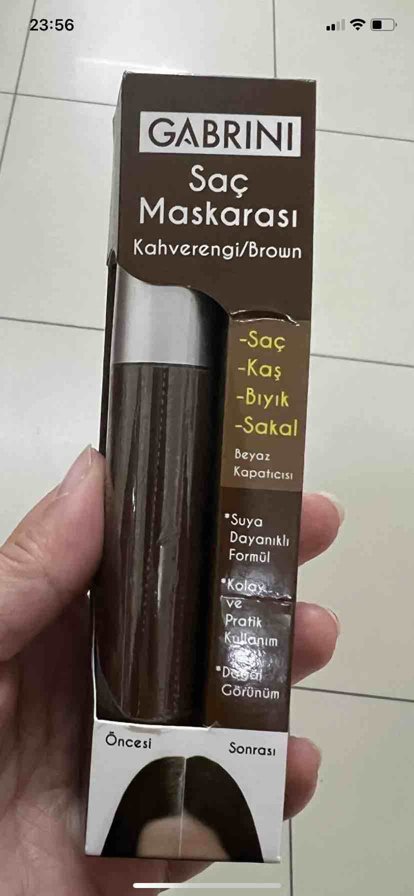 23:56
GABRINI
Saç
Maskarası
Kahverengi/Brown
-Saç
-Kaş
-Bıyık
-Sakal
Beyaz
Kapatıcısı
*Suya
Dayanıklı
Formül
*Kolay
ve
Pratik
Kullanım
*Doğal
Görünüm
Öncesi
Sonrası